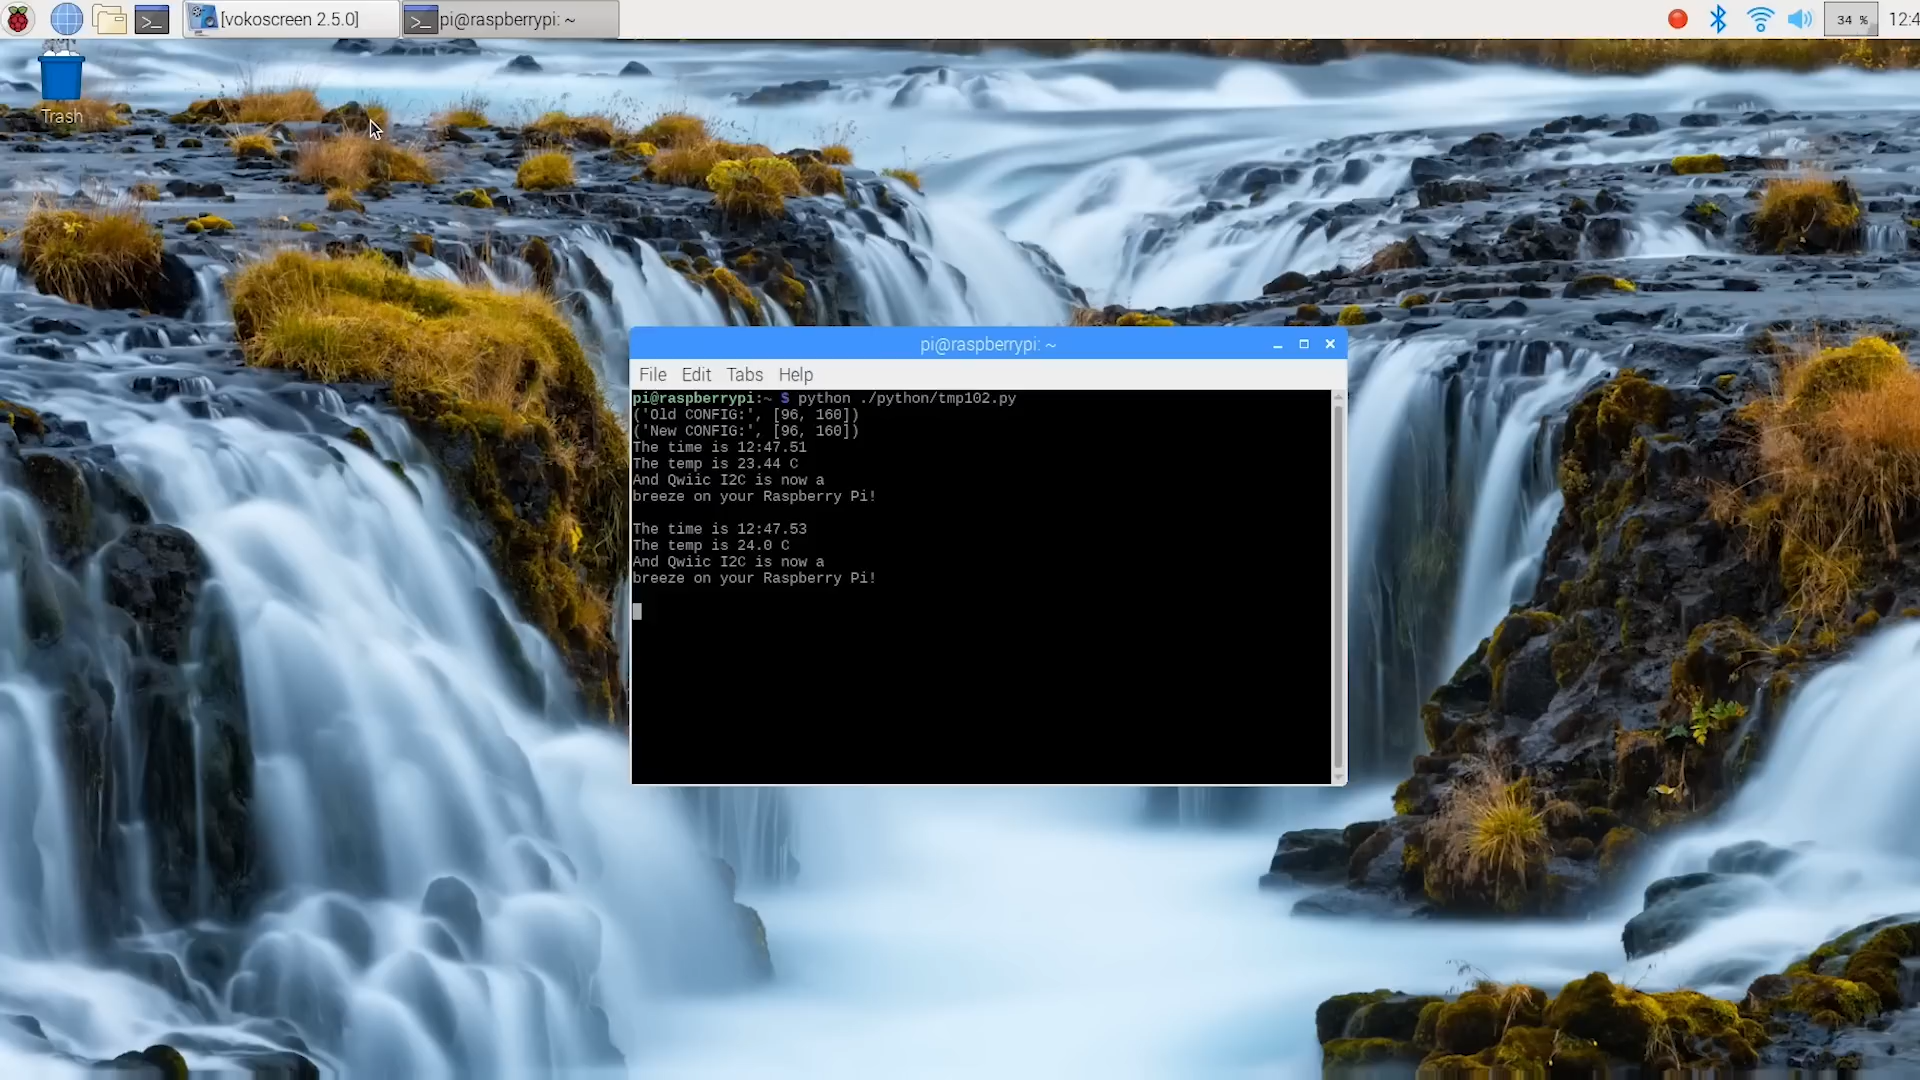 [vokoscreen 2.5.0]
pi@raspberrypi: ~
34 %
12:4
Trash
pi@raspberrypi: ~
File Edit Tabs Help
pi@raspberrypi:~ $ python ./python/tmp102.py
('Old CONFIG:', [96, 160])
('New CONFIG:', [96, 160])
The time is 12:47.51
The temp is 23.44 C
And Qwiic I2C is now a
breeze on your Raspberry Pi!
The time is 12:47.53
The temp is 24.0 C
And Qwiic I2C is now a
breeze on your Raspberry Pi!